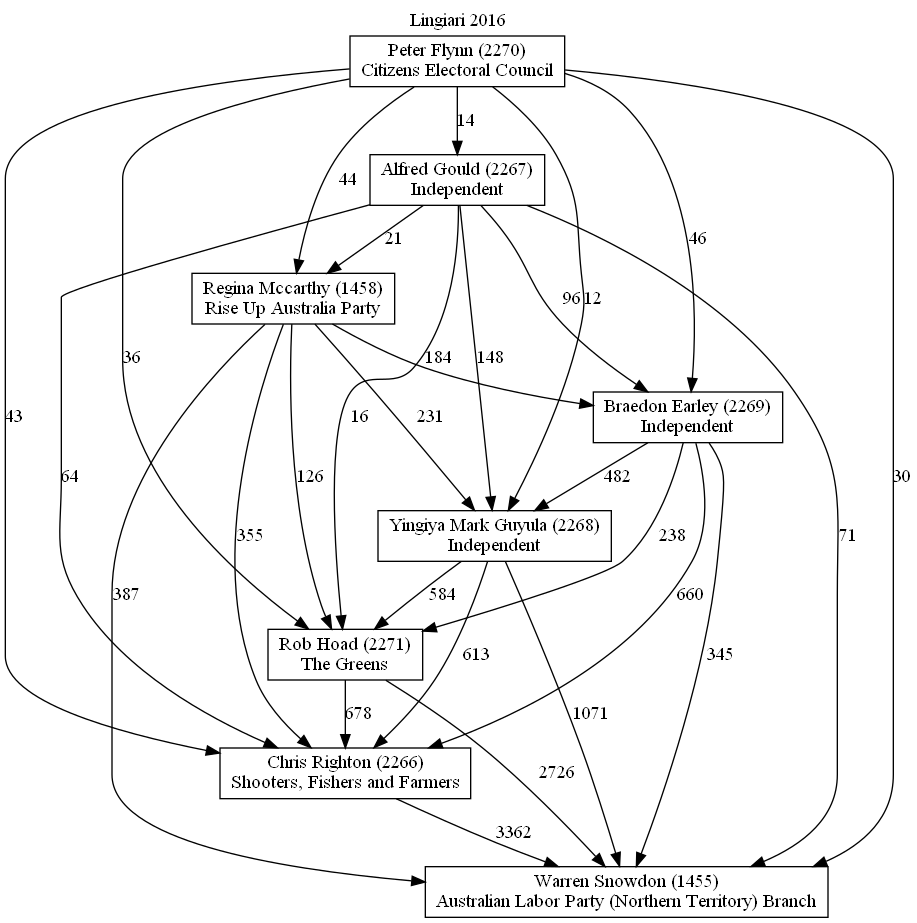 Lingiari 2016
Peter Flynn (2270)
Citizens Electoral Council
14
Alfred Gould (2267)
Independent
44
21
46
Regina Mccarthy (1458)
Rise Up Australia Party
96
12
36
184
148
Braedon Earley (2269)
Independent
43
16
231
64
126
482
30
Yingiya Mark Guyula (2268)
Independent
355
238
71
387
584
660
Rob Hoad (2271)
The Greens
613
345
678
1071
Chris Righton (2266)
Shooters, Fishers and Farmers
2726
3362
Warren Snowdon (1455)
Australian Labor Party (Northern Territory) Branch